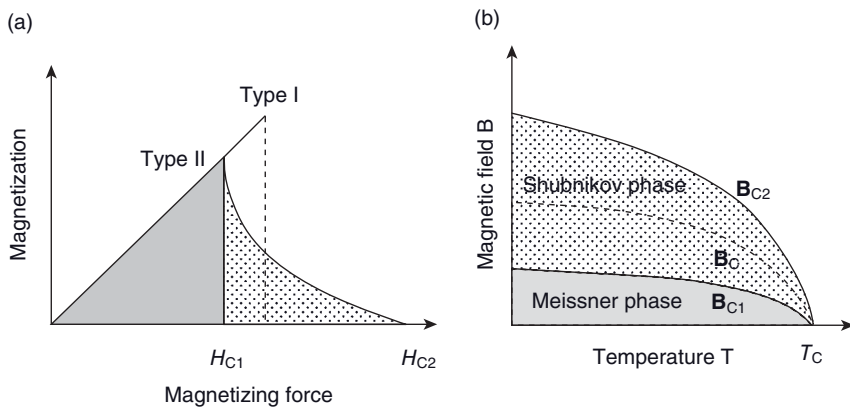 (a)
Magnetization
Type I
Type II
H_C1
H_C2
Magnetizing force
(b)
Magnetic field B
Shubnikov phase
B_C2
B_C
Meissner phase
B_C1
Temperature T
T_C